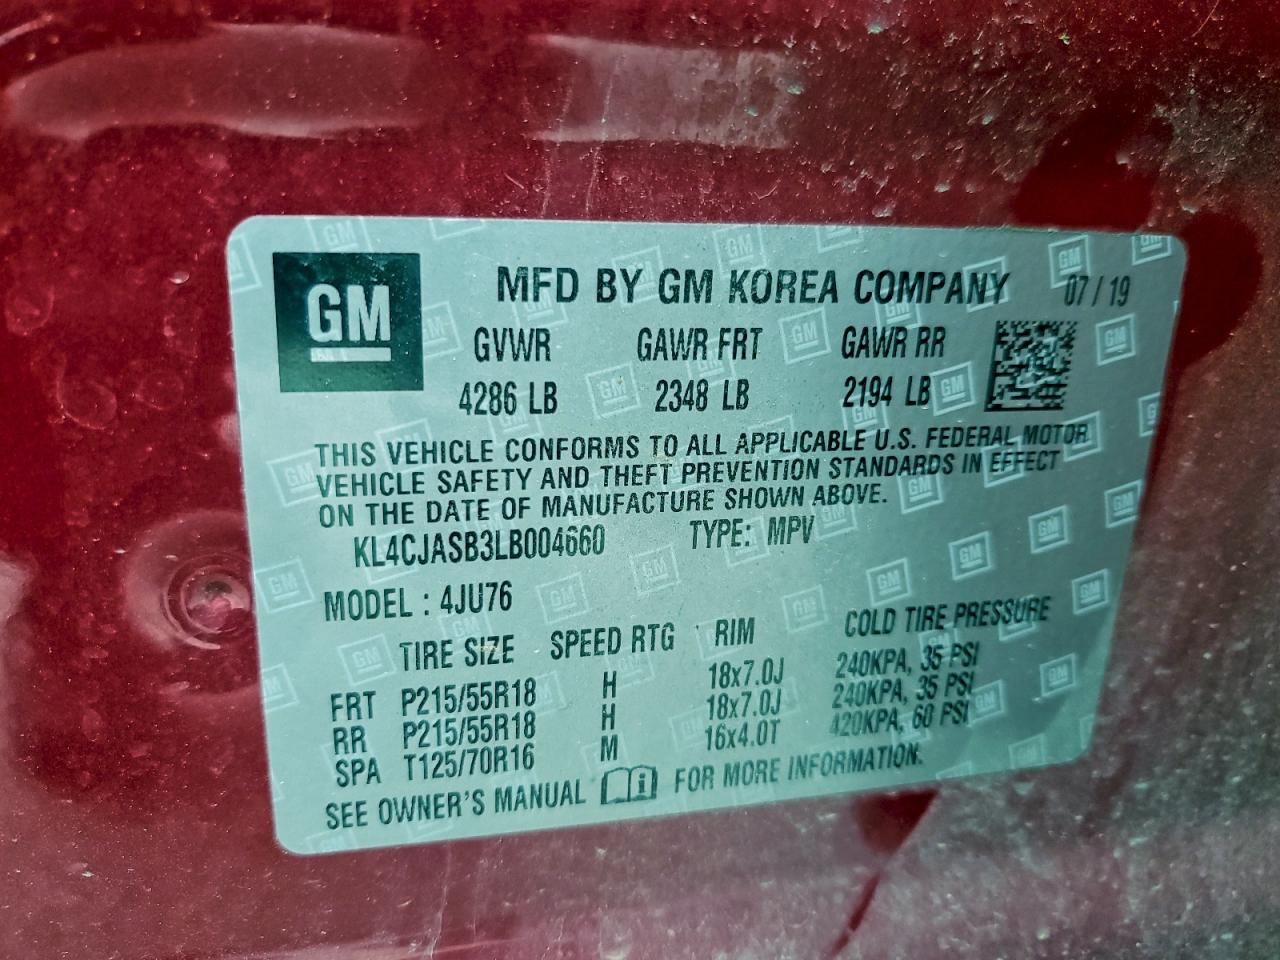 GM
MFD BY GM KOREA COMPANY 07/19
GVWR GAWR FRT GAWR RR
4286 LB 2348 LB 2194 LB
THIS VEHICLE CONFORMS TO ALL APPLICABLE U.S. FEDERAL MOTOR
VEHICLE SAFETY AND THEFT PREVENTION STANDARDS IN EFFECT
ON THE DATE OF MANUFACTURE SHOWN ABOVE.
KL4CJASB3LB004660 TYPE: MPV
MODEL : 4JU76
TIRE SIZE SPEED RTG RIM COLD TIRE PRESSURE
FRT P215/55R18 H 18x7.0J 240KPA, 35 PSI
RR P215/55R18 H 18x7.0J 240KPA, 35 PSI
SPA T125/70R16 M 16x4.0T 420KPA, 60 PSI
SEE OWNER'S MANUAL FOR MORE INFORMATION.